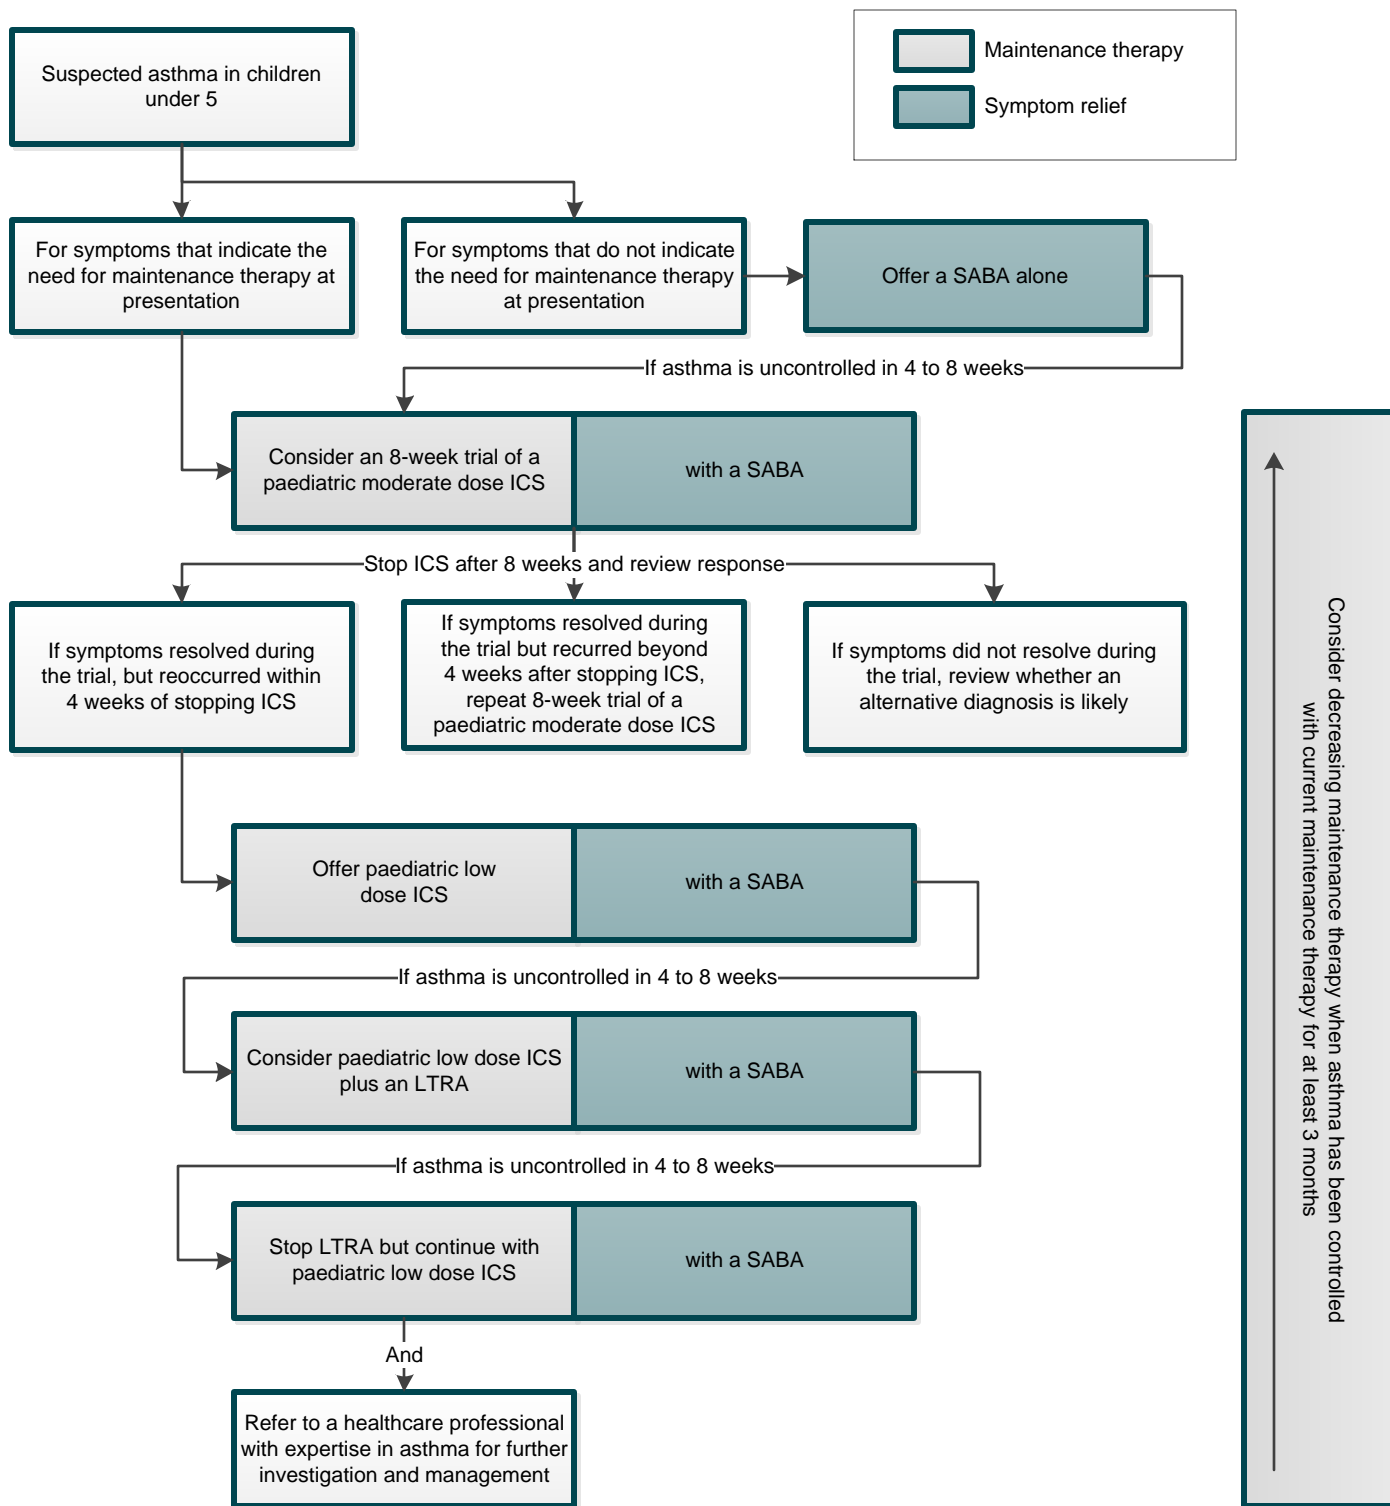 Maintenance therapy
Symptom relief
Suspected asthma in children
under 5
For symptoms that indicate the
need for maintenance therapy at
presentation
For symptoms that do not indicate
the need for maintenance therapy
at presentation
Offer a SABA alone
If asthma is uncontrolled in 4 to 8 weeks
Consider an 8-week trial of a
paediatric moderate dose ICS
with a SABA
Stop ICS after 8 weeks and review response
If symptoms resolved during
the trial, but reoccurred within
4 weeks of stopping ICS
If symptoms resolved during
the trial but recurred beyond
4 weeks after stopping ICS,
repeat 8-week trial of a
paediatric moderate dose ICS
If symptoms did not resolve during
the trial, review whether an
alternative diagnosis is likely
Offer paediatric low
dose ICS
with a SABA
If asthma is uncontrolled in 4 to 8 weeks
Consider paediatric low dose ICS
plus an LTRA
with a SABA
If asthma is uncontrolled in 4 to 8 weeks
Stop LTRA but continue with
paediatric low dose ICS
with a SABA
And
Refer to a healthcare professional
with expertise in asthma for further
investigation and management
Consider decreasing maintenance therapy when asthma has been controlled
with current maintenance therapy for at least 3 months